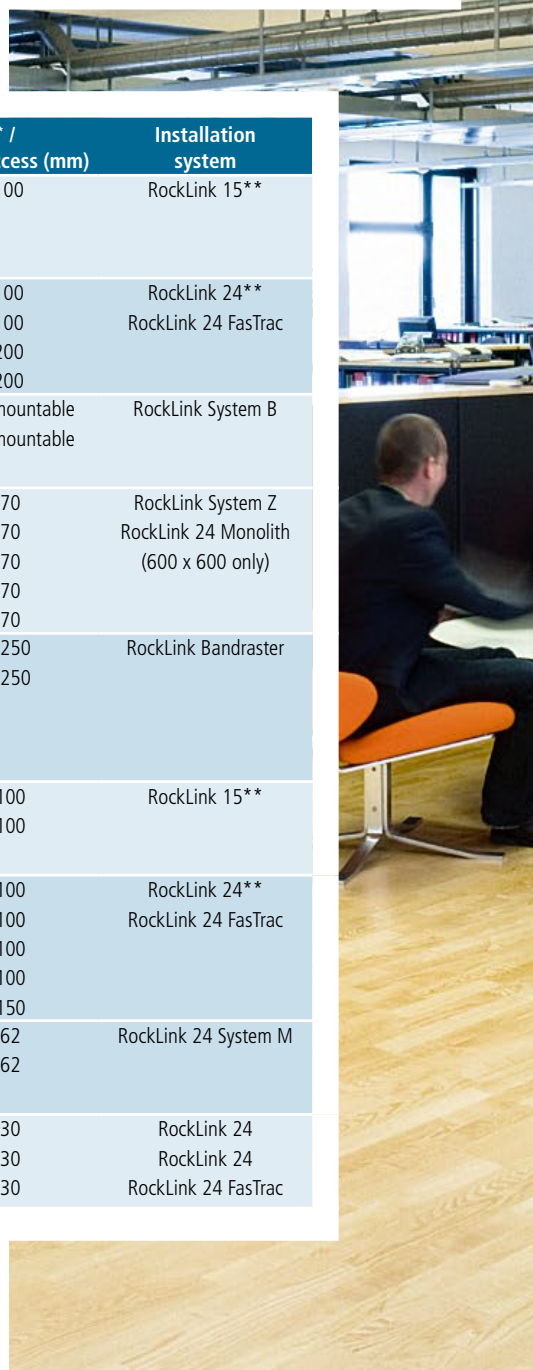 * /
cess (mm)
Installation
system
00
RockLink 15**
00
RockLink 24**
00
RockLink 24 FasTrac
200
200
mountable
RockLink System B
mountable
70
RockLink System Z
70
RockLink 24 Monolith
70
(600 x 600 only)
70
70
250
RockLink Bandraster
250
100
RockLink 15**
100
100
RockLink 24**
100
RockLink 24 FasTrac
100
100
150
62
RockLink 24 System M
62
30
RockLink 24
30
RockLink 24
30
RockLink 24 FasTrac